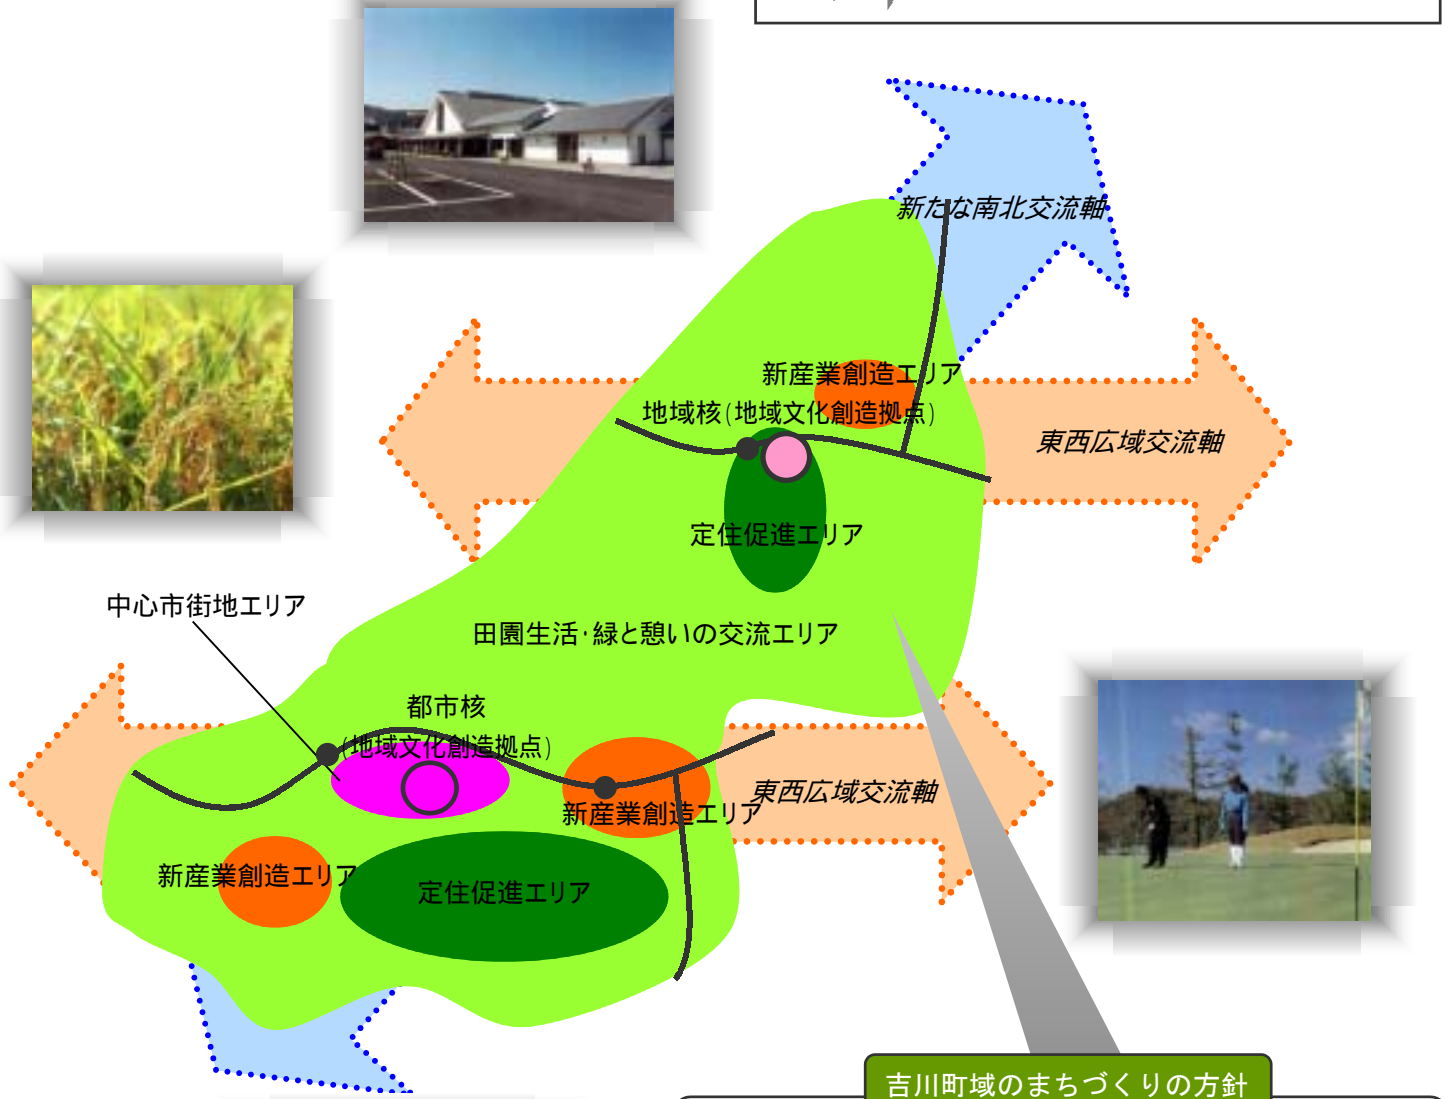 新たな南北交流軸
新産業創造エリア
地域核(地域文化創造拠点)
東西広域交流軸
定住促進エリア
中心市街地エリア
田園生活・緑と憩いの交流エリア
都市核
(地域文化創造拠点)
東西広域交流軸
新産業創造エリア
新産業創造エリア
定住促進エリア
吉川町域のまちづくりの方針